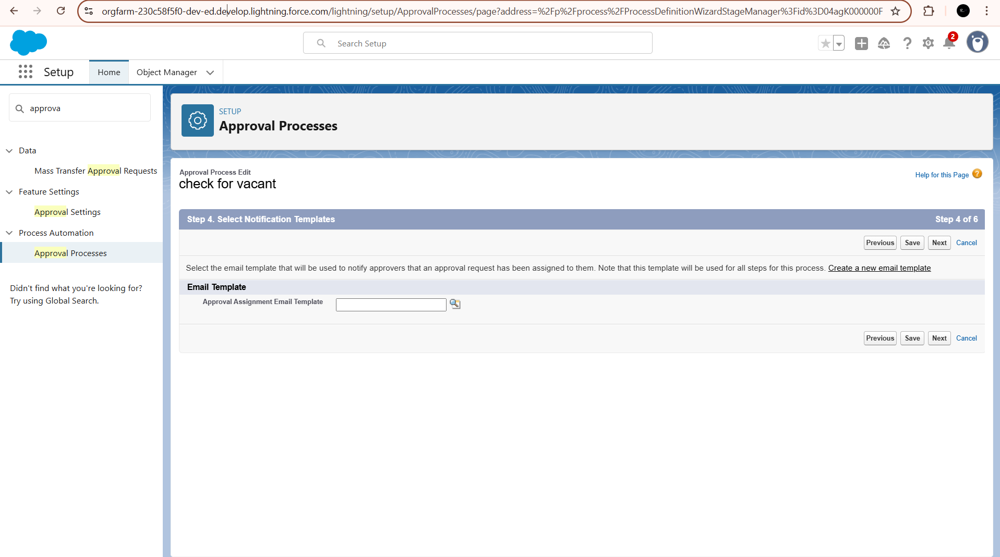 orgfarm-230c58f5f0-dev-ed.develop.lightning.force.com/lightning/setup/ApprovalProcesses/page?address=%2Fp%2Fprocess%2FProcessDefinitionWizardStageManager%3Fid%3D04agK000000F
Search Setup
2
Setup
Home
Object Manager
approva
Data
Mass Transfer Approval Requests
Feature Settings
Approval Settings
Process Automation
Approval Processes
Didn't find what you're looking for?
Try using Global Search.
SETUP
Approval Processes
Approval Process Edit
check for vacant
Help for this Page
Step 4. Select Notification Templates
Step 4 of 6
Previous Save Next Cancel
Select the email template that will be used to notify approvers that an approval request has been assigned to them. Note that this template will be used for all steps for this process. Create a new email template
Email Template
Approval Assignment Email Template
Previous Save Next Cancel